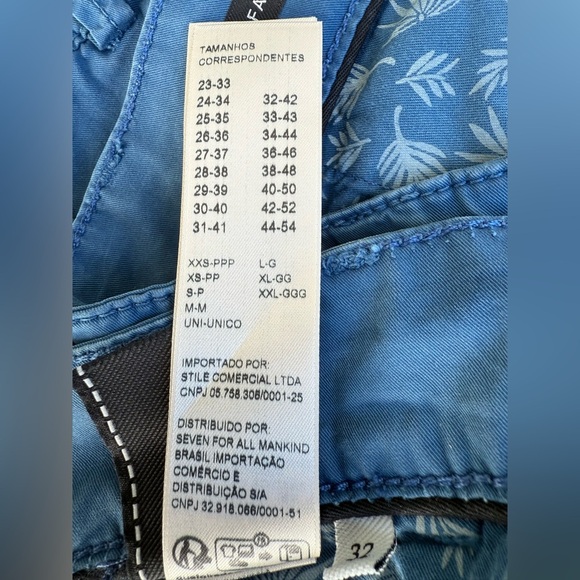 FA
TAMANHOS
CORRESPONDENTES
23-33
24-34 32-42
25-35 33-43
26-36 34-44
27-37 36-46
28-38 38-48
29-39 40-50
30-40 42-52
31-41 44-54
XXS-PPP L-G
XS-PP XL-GG
S-P XXL-GGG
M-M
UNI-UNICO
IMPORTADO POR:
STILE COMERCIAL LTDA
CNPJ 05.758.306/0001-25
DISTRIBUIDO POR:
SEVEN FOR ALL MANKIND
BRASIL IMPORTAÇÃO
COMÉRCIO E
DISTRIBUIÇÃO S/A
CNPJ 32.918.066/0001-51
32